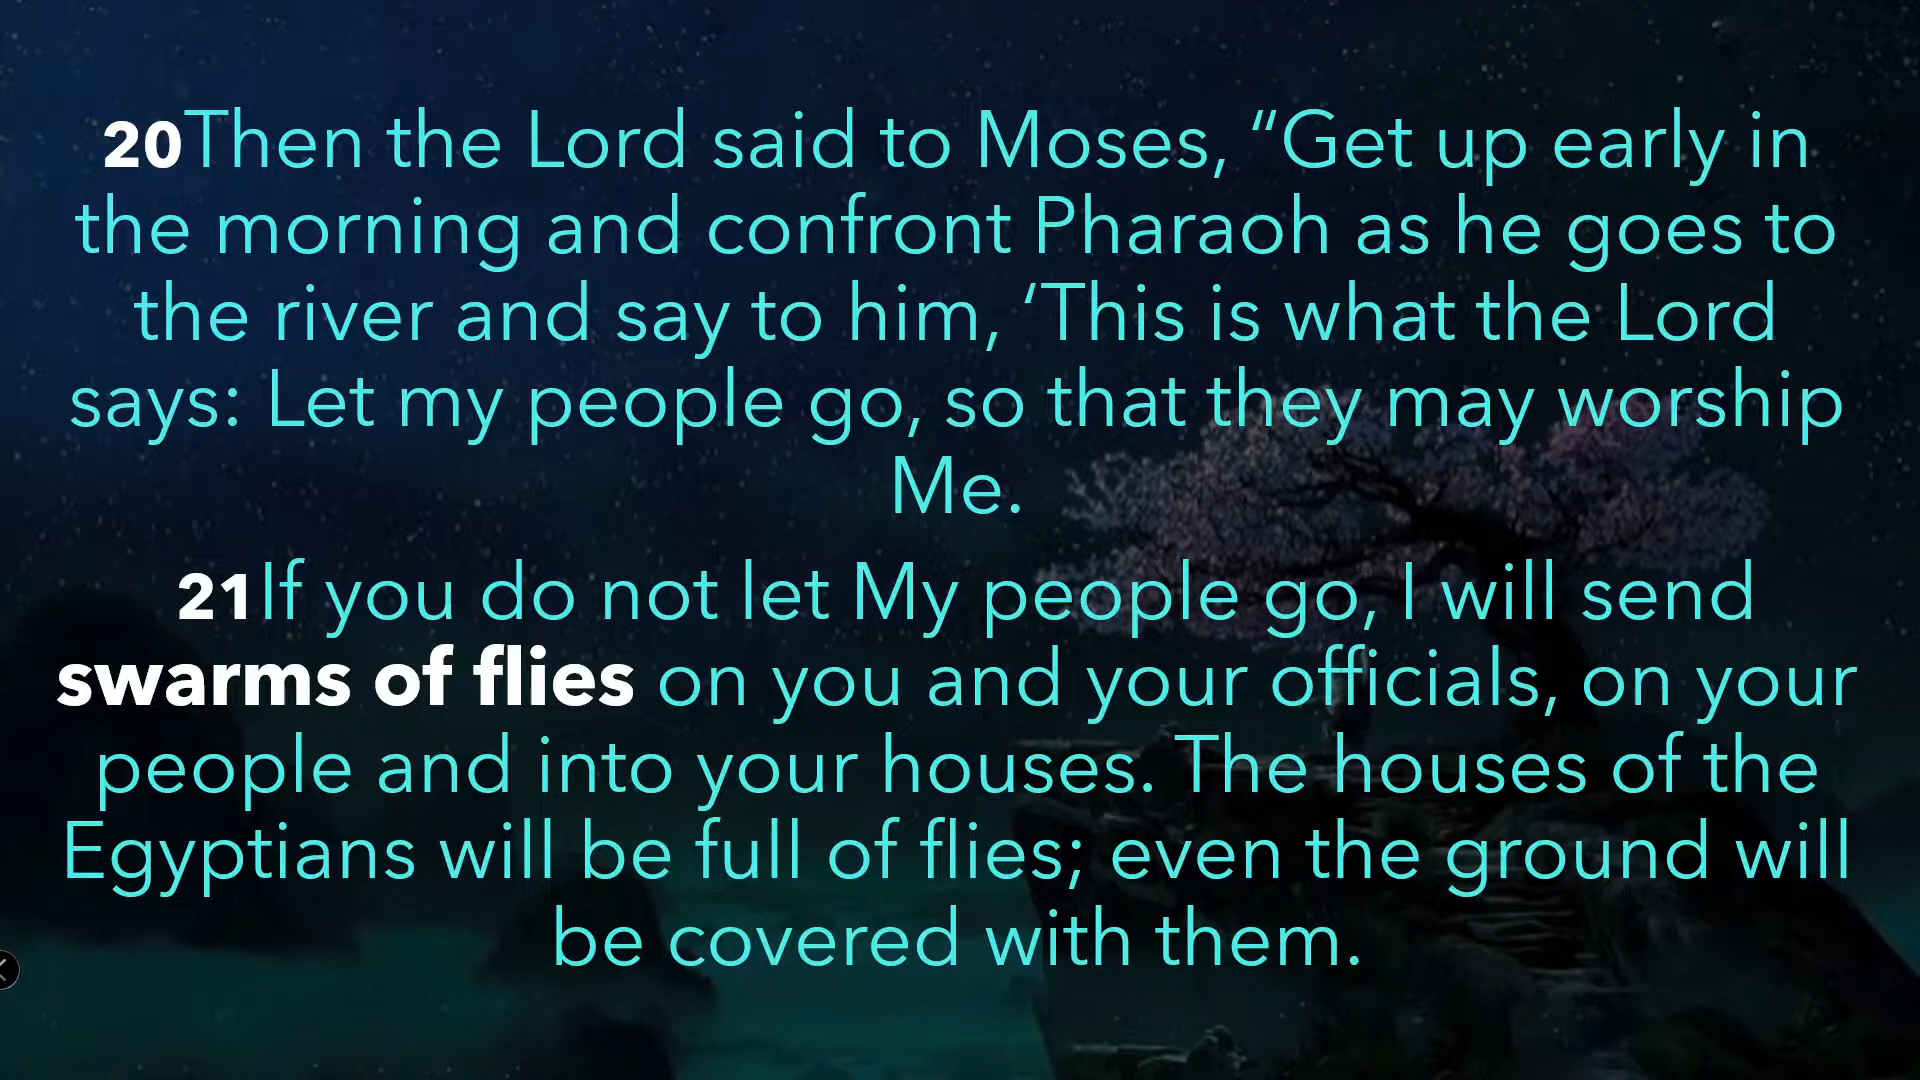 20Then the Lord said to Moses, “Get up early in
the morning and confront Pharaoh as he goes to
the river and say to him, ‘This is what the Lord
says: Let my people go, so that they may worship
Me.
21If you do not let My people go, I will send
swarms of flies on you and your officials, on your
people and into your houses. The houses of the
Egyptians will be full of flies; even the ground will
be covered with them.